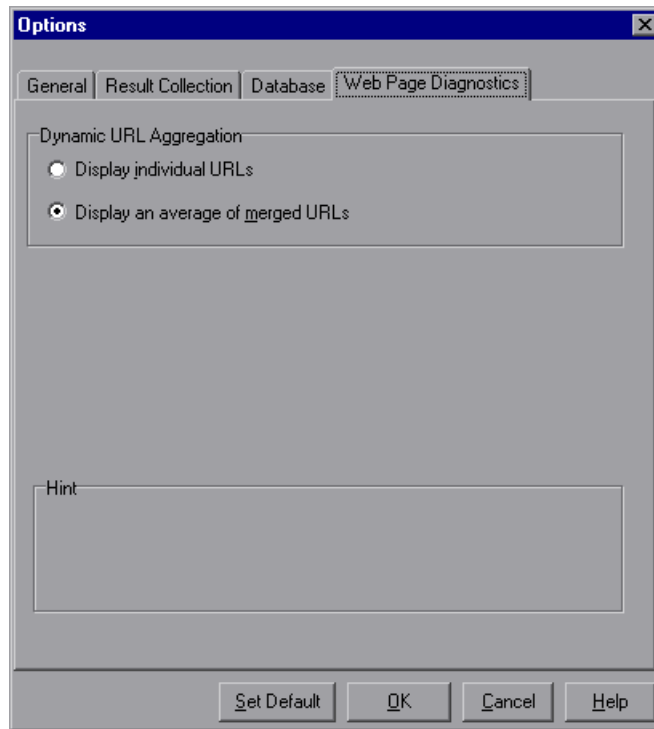 Options
General Result Collection Database Web Page Diagnostics
Dynamic URL Aggregation
Display individual URLs
Display an average of merged URLs
Hint
Set Default OK Cancel Help